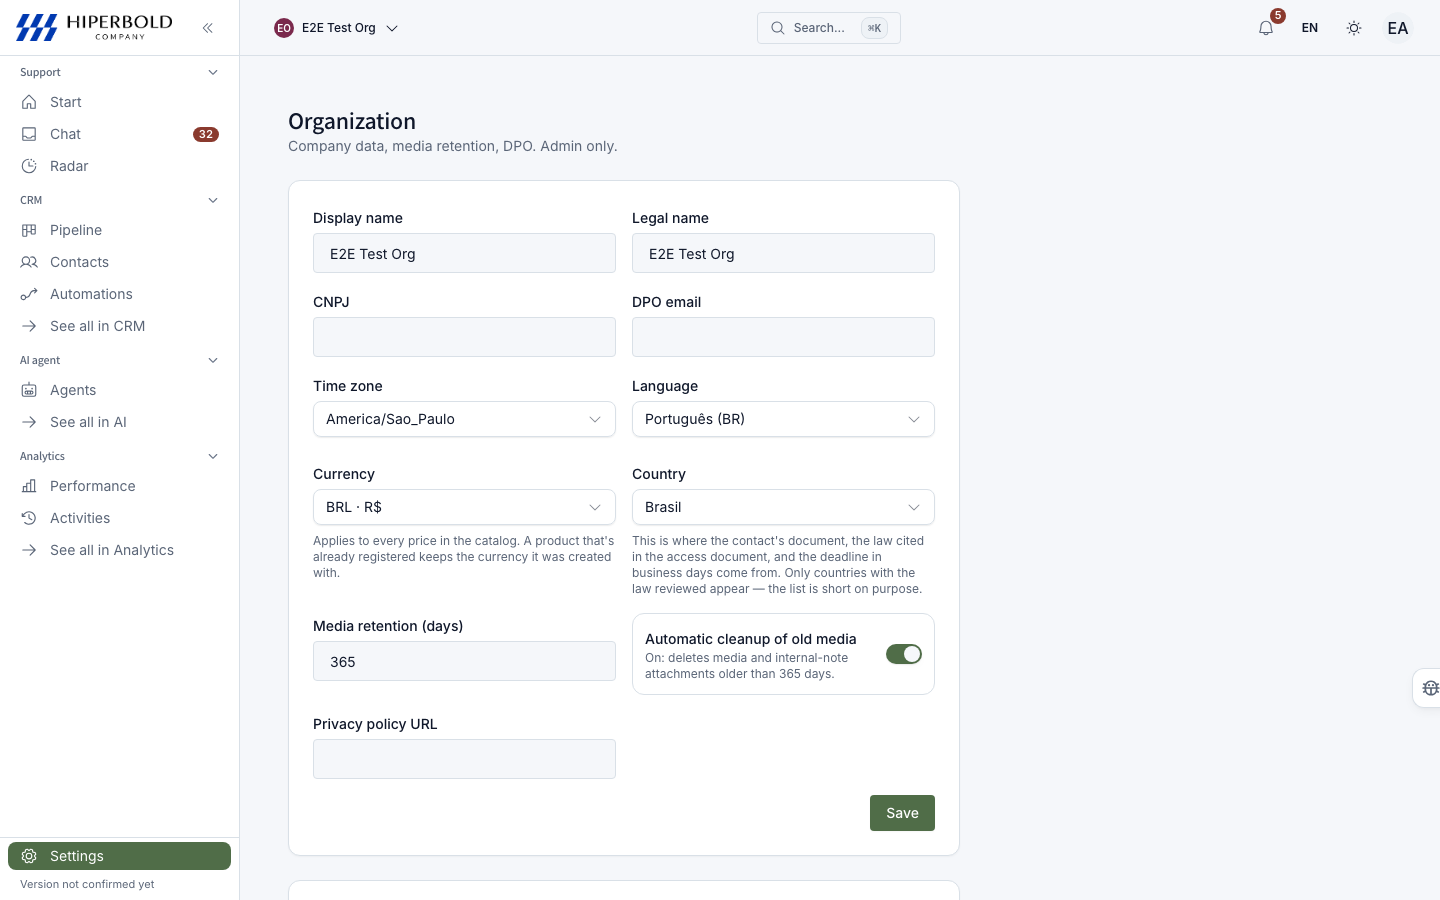 HIPERBOLD
COMPANY
EO
E2E Test Org
Search...
⌘K
5
EN
EA
Support
Start
Chat
32
Radar
CRM
Pipeline
Contacts
Automations
See all in CRM
AI agent
Agents
See all in AI
Analytics
Performance
Activities
See all in Analytics
Settings
Version not confirmed yet
Organization
Company data, media retention, DPO. Admin only.
Display name
E2E Test Org
Legal name
E2E Test Org
CNPJ
DPO email
Time zone
America/Sao_Paulo
Language
Português (BR)
Currency
BRL · R$
Applies to every price in the catalog. A product that's
already registered keeps the currency it was created
with.
Country
Brasil
This is where the contact's document, the law cited
in the access document, and the deadline in
business days come from. Only countries with the
law reviewed appear — the list is short on purpose.
Media retention (days)
365
Automatic cleanup of old media
On: deletes media and internal-note
attachments older than 365 days.
Privacy policy URL
Save